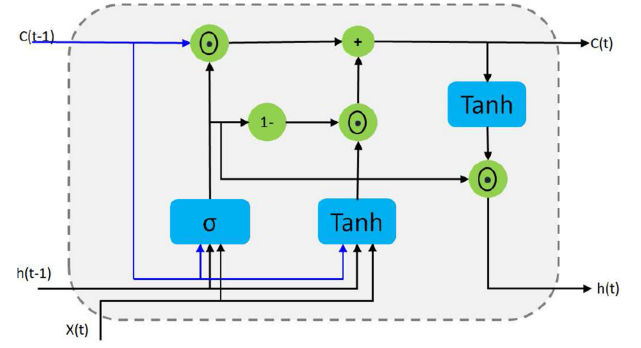 C(t-1)
+
C(t)
Tanh
1-
σ
Tanh
h(t-1)
h(t)
X(t)